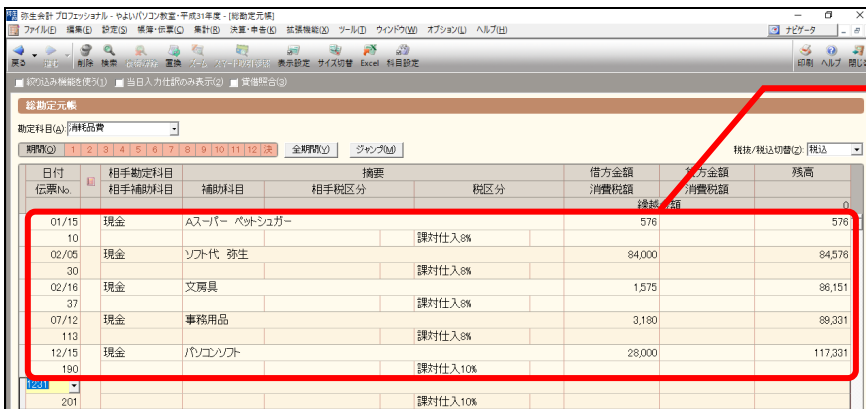 弥生会計 プロフェッショナル - やよいパソコン教室・平成31年度 - [総勘定元帳]
ファイル(F) 編集(E) 設定(S) 帳簿・伝票(C) 集計(R) 決算・申告(K) 拡張機能(X) ツール(T) ウィンドウ(W) オプション(L) ヘルプ(H) ナビゲータ
戻る 削除 検索 置換 表示設定 サイズ切替 Excel 科目設定 印刷 ヘルプ 閉じ
絞り込み機能を使う(1) 当日入力仕訳のみ表示(2) 貸借照合(3)
総勘定元帳
勘定科目(A): 消耗品費
期間(O) 1 2 3 4 5 6 7 8 9 10 11 12 決 全期間(Y) ジャンプ(M) 税抜/税込切替(Z): 税込
日付 相手勘定科目 摘要 借方金額 貸方金額 残高
伝票No. 相手補助科目 補助科目 相手税区分 税区分 消費税額 消費税額
繰越金額 0
01/15 現金 Aスーパー ペットシュガー 576 576
10 課対仕入8%
02/05 現金 ソフト代 弥生 84,000 84,576
30 課対仕入8%
02/16 現金 文房具 1,575 86,151
37 課対仕入8%
07/12 現金 事務用品 3,180 89,331
113 課対仕入8%
12/15 現金 パソコンソフト 28,000 117,331
190 課対仕入10%
1231
201 課対仕入10%